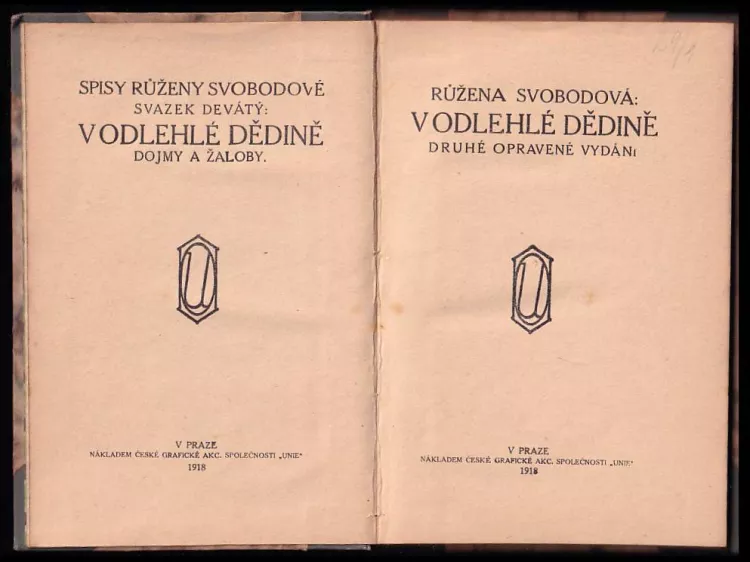 SPISY RŮŽENY SVOBODOVÉ
SVAZEK DEVÁTÝ:
V ODLEHLÉ DĚDINĚ
DOJMY A ŽALOBY.
U
V PRAZE
NÁKLADEM ČESKÉ GRAFICKÉ AKC. SPOLEČNOSTI „UNIE“
1918
RŮŽENA SVOBODOVÁ:
V ODLEHLÉ DĚDINĚ
DRUHÉ OPRAVENÉ VYDÁNÍ
U
V PRAZE
NÁKLADEM ČESKÉ GRAFICKÉ AKC. SPOLEČNOSTI „UNIE“
1918